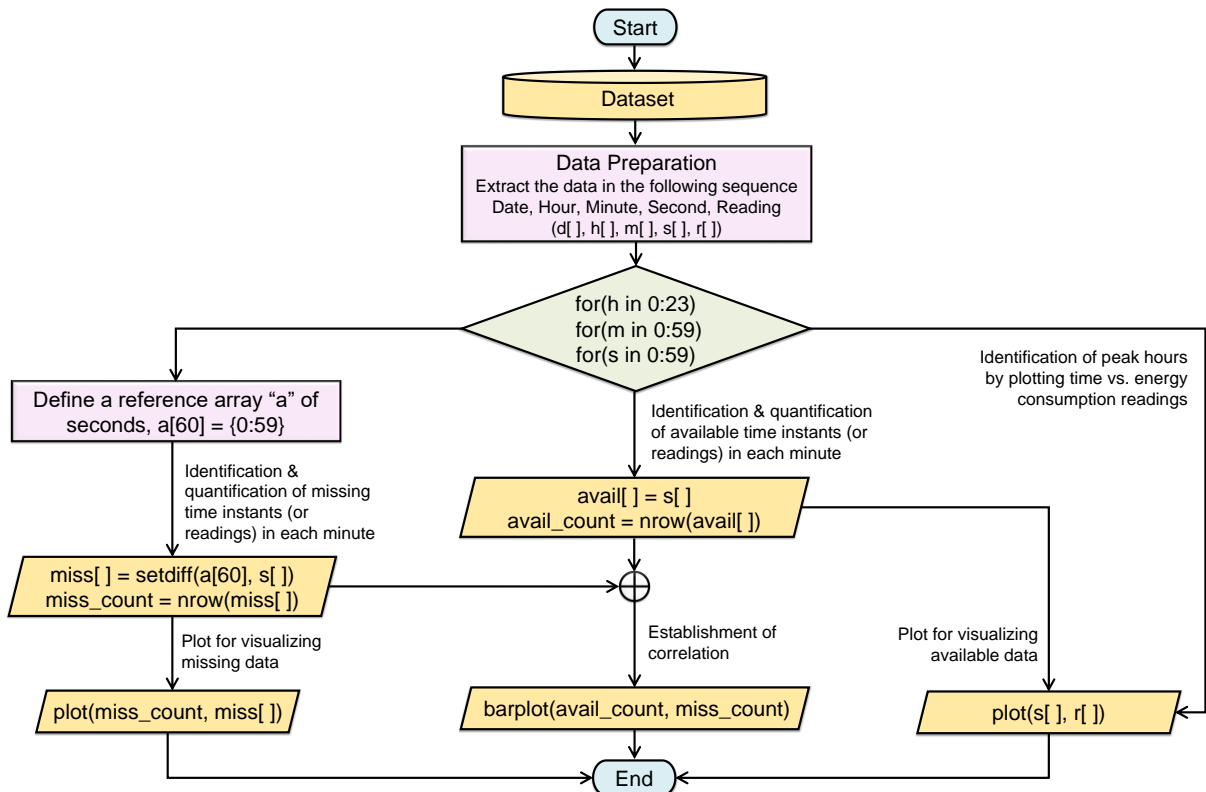 Start
Dataset
Data Preparation
Extract the data in the following sequence
Date, Hour, Minute, Second, Reading
(d[ ], h[ ], m[ ], s[ ], r[ ])
for(h in 0:23)
for(m in 0:59)
for(s in 0:59)
Identification of peak hours
by plotting time vs. energy
consumption readings
Define a reference array “a” of
seconds, a[60] = {0:59}
Identification & quantification
of available time instants (or
readings) in each minute
Identification &
quantification of missing
time instants (or
readings) in each minute
avail[ ] = s[ ]
avail_count = nrow(avail[ ])
miss[ ] = setdiff(a[60], s[ ])
miss_count = nrow(miss[ ])
Plot for visualizing
missing data
Establishment of
correlation
Plot for visualizing
available data
plot(miss_count, miss[ ])
barplot(avail_count, miss_count)
plot(s[ ], r[ ])
End